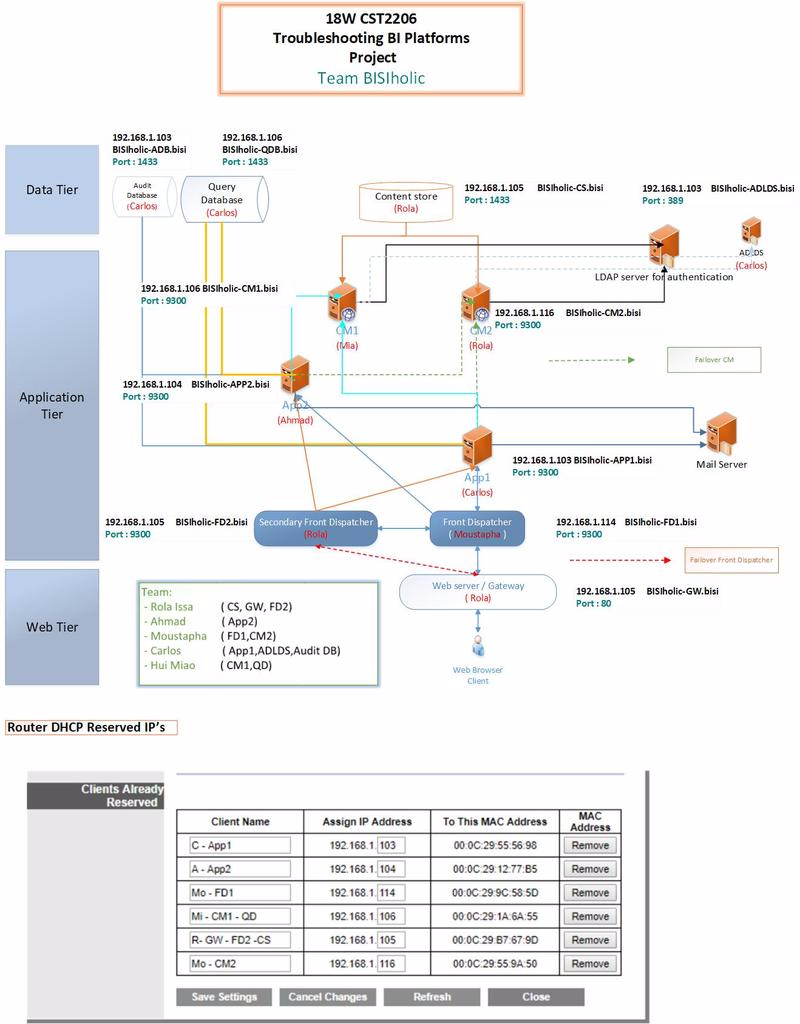 18W CST2206
Troubleshooting BI Platforms
Project
Team BISIholic
Data Tier
192.168.1.103
BISIholic-ADB.bisi
Port : 1433
192.168.1.106
BISIholic-QDB.bisi
Port : 1433
Audit
Database
(Carlos)
Query
Database
(Carlos)
Content store
(Rola)
192.168.1.105 BISIholic-CS.bisi
Port : 1433
192.168.1.103 BISIholic-ADLDS.bisi
Port : 389
ADLDS
(Carlos)
LDAP server for authentication
Application
Tier
192.168.1.106 BISIholic-CM1.bisi
Port : 9300
CM1
(Mia)
CM2
(Rola)
192.168.1.116 BISIholic-CM2.bisi
Port : 9300
Failover CM
192.168.1.104 BISIholic-APP2.bisi
Port : 9300
App2
(Ahmad)
Mail Server
App1
(Carlos)
192.168.1.103 BISIholic-APP1.bisi
Port : 9300
192.168.1.105 BISIholic-FD2.bisi
Port : 9300
Secondary Front Dispatcher
(Rola)
Front Dispatcher
( Moustapha )
192.168.1.114 BISIholic-FD1.bisi
Port : 9300
Failover Front Dispatcher
Web Tier
Web server / Gateway
( Rola)
192.168.1.105 BISIholic-GW.bisi
Port : 80
Team:
- Rola Issa ( CS, GW, FD2)
- Ahmad ( App2)
- Moustapha ( FD1,CM2)
- Carlos ( App1,ADLDS,Audit DB)
- Hui Miao ( CM1,QD)
Web Browser
Client
Router DHCP Reserved IP's
Clients Already
Reserved
Client Name Assign IP Address To This MAC Address MAC Address
C - App1 192.168.1. 103 00:0C:29:55:56:98 Remove
A - App2 192.168.1. 104 00:0C:29:12:77:B5 Remove
Mo - FD1 192.168.1. 114 00:0C:29:9C:58:5D Remove
Mi - CM1 - QD 192.168.1. 106 00:0C:29:1A:6A:55 Remove
R- GW - FD2 -CS 192.168.1. 105 00:0C:29:B7:67:9D Remove
Mo - CM2 192.168.1. 116 00:0C:29:55:9A:50 Remove
Save Settings Cancel Changes Refresh Close